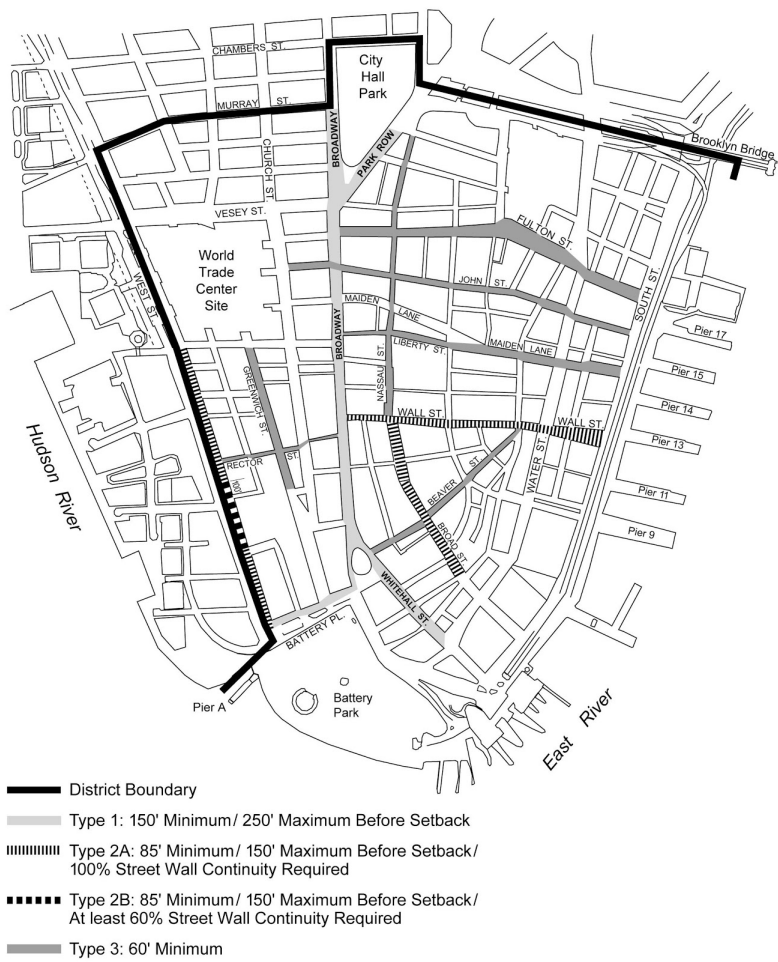 CHAMBERS ST.
City
Hall
Park
MURRAY ST.
BROADWAY
PARK ROW
Brooklyn Bridge
CHURCH ST.
VESEY ST.
FULTON ST.
World
Trade
Center
Site
WEST ST.
JOHN ST.
SOUTH ST.
MAIDEN
LANE
BROADWAY
LIBERTY ST.
MAIDEN LANE
Pier 17
Pier 15
GREENWICH ST.
NASSAU ST.
Pier 14
WALL ST.
WALL ST.
Hudson River
Pier 13
RECTOR ST.
100'
BEAVER ST.
WATER ST.
Pier 11
BROAD ST.
Pier 9
WHITEHALL ST.
BATTERY PL.
Pier A
Battery
Park
East River
District Boundary
Type 1: 150' Minimum/ 250' Maximum Before Setback
Type 2A: 85' Minimum/ 150' Maximum Before Setback/
100% Street Wall Continuity Required
Type 2B: 85' Minimum/ 150' Maximum Before Setback/
At least 60% Street Wall Continuity Required
Type 3: 60' Minimum